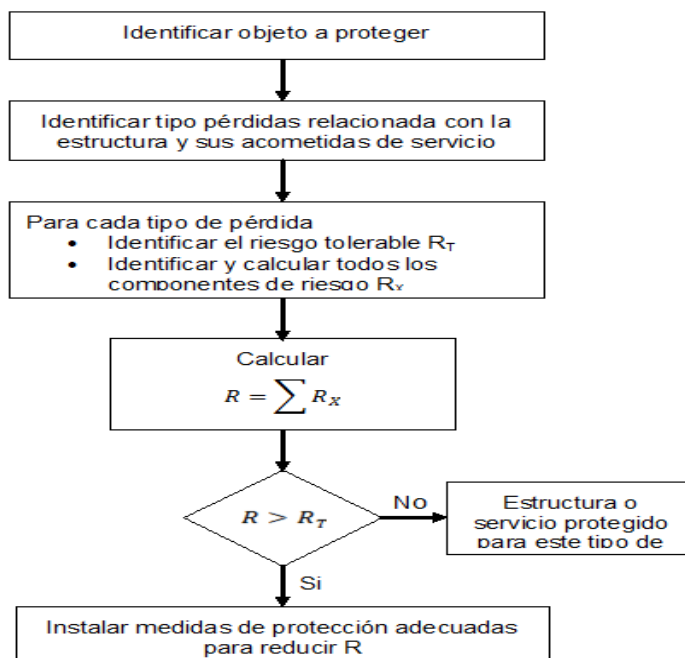 Identificar objeto a proteger
Identificar tipo pérdidas relacionada con la
estructura y sus acometidas de servicio
Para cada tipo de pérdida
• Identificar el riesgo tolerable R_T
• Identificar y calcular todos los
componentes de riesgo R_X
Calcular
R = ∑ R_X
R > R_T
No
Estructura o
servicio protegido
para este tipo de
Si
Instalar medidas de protección adecuadas
para reducir R